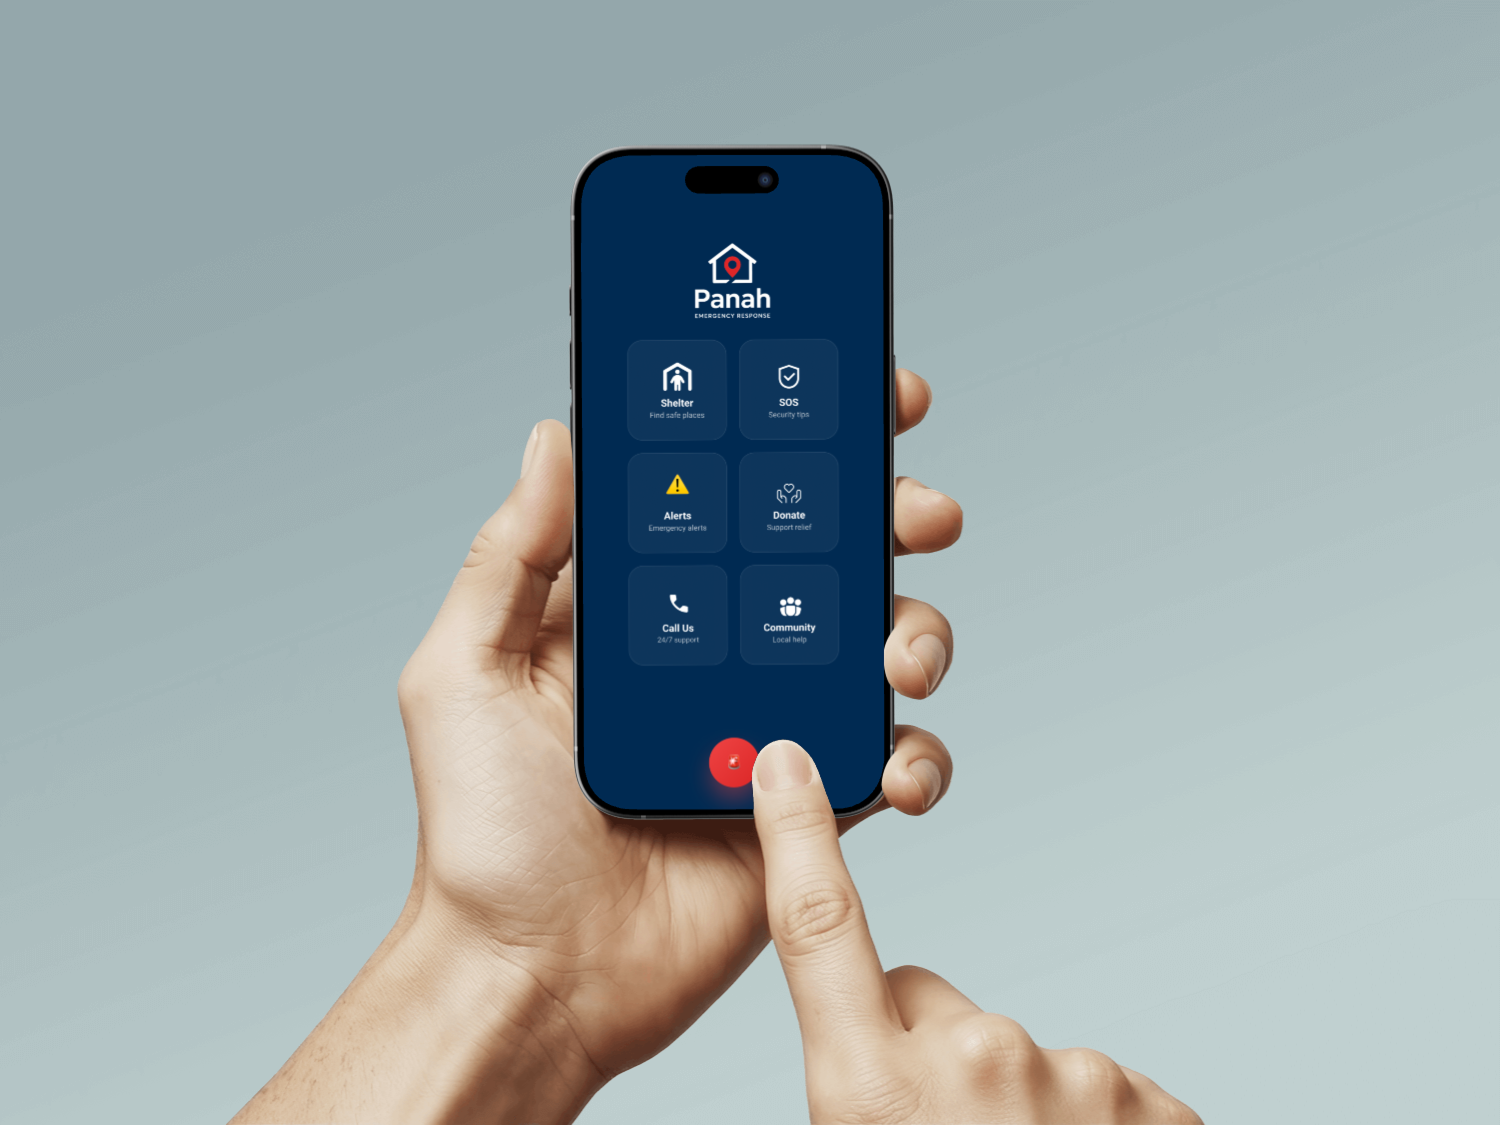 Panah
EMERGENCY RESPONSE
Shelter
Find safe places
SOS
Security tips
Alerts
Emergency alerts
Donate
Support relief
Call Us
24/7 support
Community
Local help